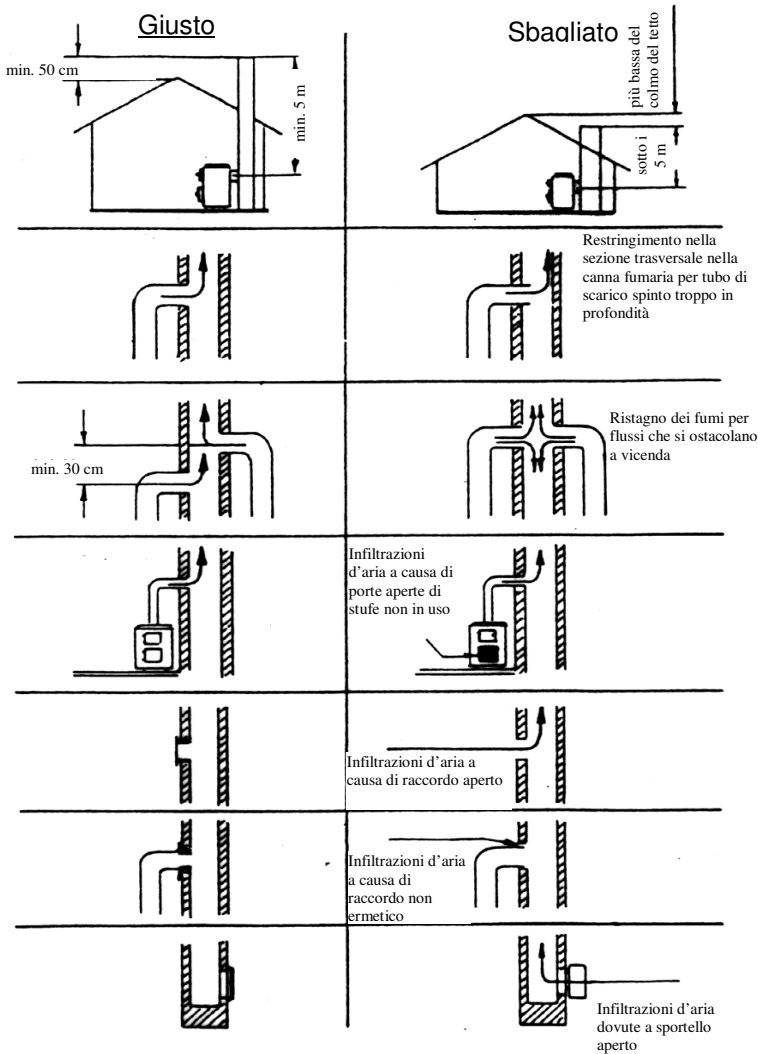 Giusto
Sbagliato
min. 50 cm
min. 5 m
più bassa del
colmo del tetto
sotto i
5 m
Restringimento nella
sezione trasversale nella
canna fumaria per tubo di
scarico spinto troppo in
profondità
min. 30 cm
Ristagno dei fumi per
flussi che si ostacolano
a vicenda
Infiltrazioni
d'aria a causa di
porte aperte di
stufe non in uso
Infiltrazioni d'aria a
causa di raccordo aperto
Infiltrazioni d'aria
a causa di
raccordo non
ermetico
Infiltrazioni d'aria
dovute a sportello
aperto